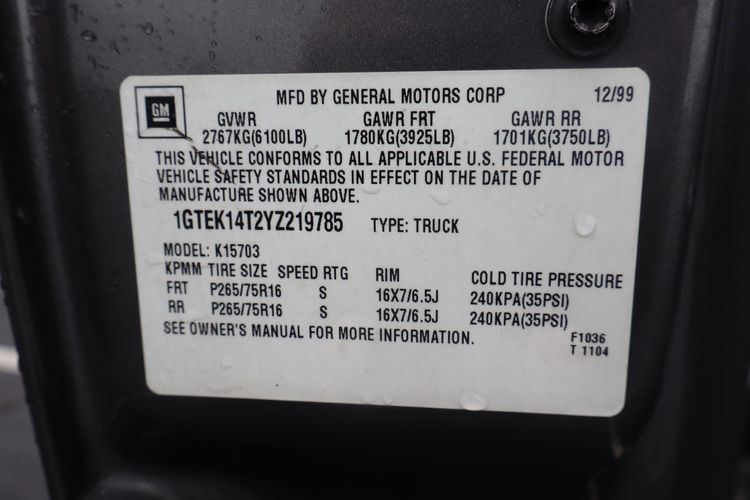 GM
MFD BY GENERAL MOTORS CORP 12/99
GVWR GAWR FRT GAWR RR
2767KG(6100LB) 1780KG(3925LB) 1701KG(3750LB)
THIS VEHICLE CONFORMS TO ALL APPLICABLE U.S. FEDERAL MOTOR
VEHICLE SAFETY STANDARDS IN EFFECT ON THE DATE OF
MANUFACTURE SHOWN ABOVE.
1GTEK14T2YZ219785 TYPE: TRUCK
MODEL: K15703
KPMM TIRE SIZE SPEED RTG RIM COLD TIRE PRESSURE
FRT P265/75R16 S 16X7/6.5J 240KPA(35PSI)
RR P265/75R16 S 16X7/6.5J 240KPA(35PSI)
SEE OWNER'S MANUAL FOR MORE INFORMATION. F1036
T 1104